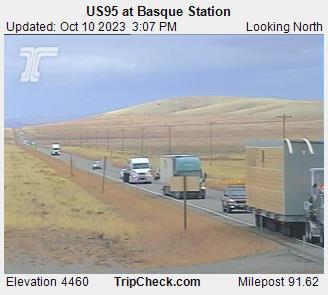 US95 at Basque Station
Updated: Oct 10 2023 3:07 PM Looking North
Elevation 4460 TripCheck.com Milepost 91.62